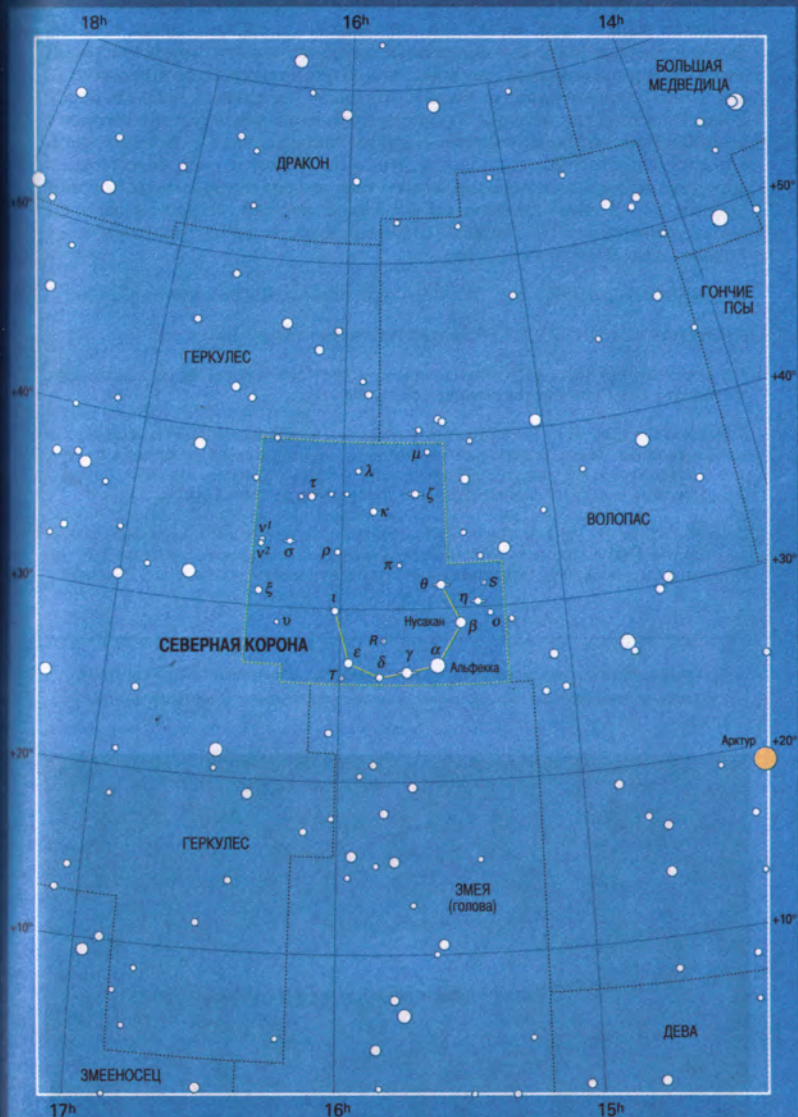 18h
16h
14h
БОЛЬШАЯ
МЕДВЕДИЦА
ДРАКОН
+50°
+50°
ГОНЧИЕ
ПСЫ
ГЕРКУЛЕС
+40°
+40°
μ
λ
τ
ζ
κ
ВОЛОПАС
ν1
ν2
σ
ρ
π
+30°
+30°
θ
S
ξ
η
ι
ο
υ
Нусакан
β
R
СЕВЕРНАЯ КОРОНА
ε
γ
α
δ
Альфекка
T
+20°
Арктур
+20°
ГЕРКУЛЕС
ЗМЕЯ
(голова)
+10°
+10°
ДЕВА
ЗМЕЕНОСЕЦ
17h
16h
15h